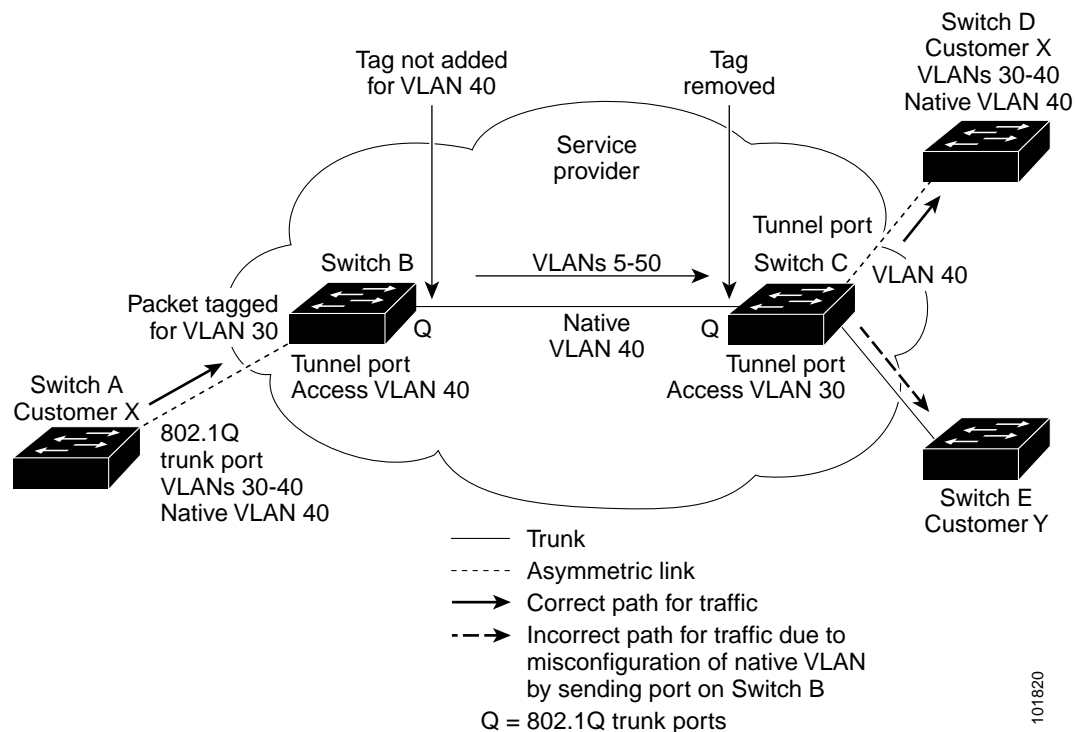 Tag not added
for VLAN 40
Tag
removed
Switch D
Customer X
VLANs 30-40
Native VLAN 40
Service
provider
Tunnel port
Switch B
VLANs 5-50
Switch C
VLAN 40
Packet tagged
for VLAN 30
Q
Native
VLAN 40
Q
Tunnel port
Access VLAN 40
Tunnel port
Access VLAN 30
Switch A
Customer X
802.1Q
trunk port
VLANs 30-40
Native VLAN 40
Switch E
Customer Y
Trunk
Asymmetric link
Correct path for traffic
Incorrect path for traffic due to
misconfiguration of native VLAN
by sending port on Switch B
Q = 802.1Q trunk ports
101820